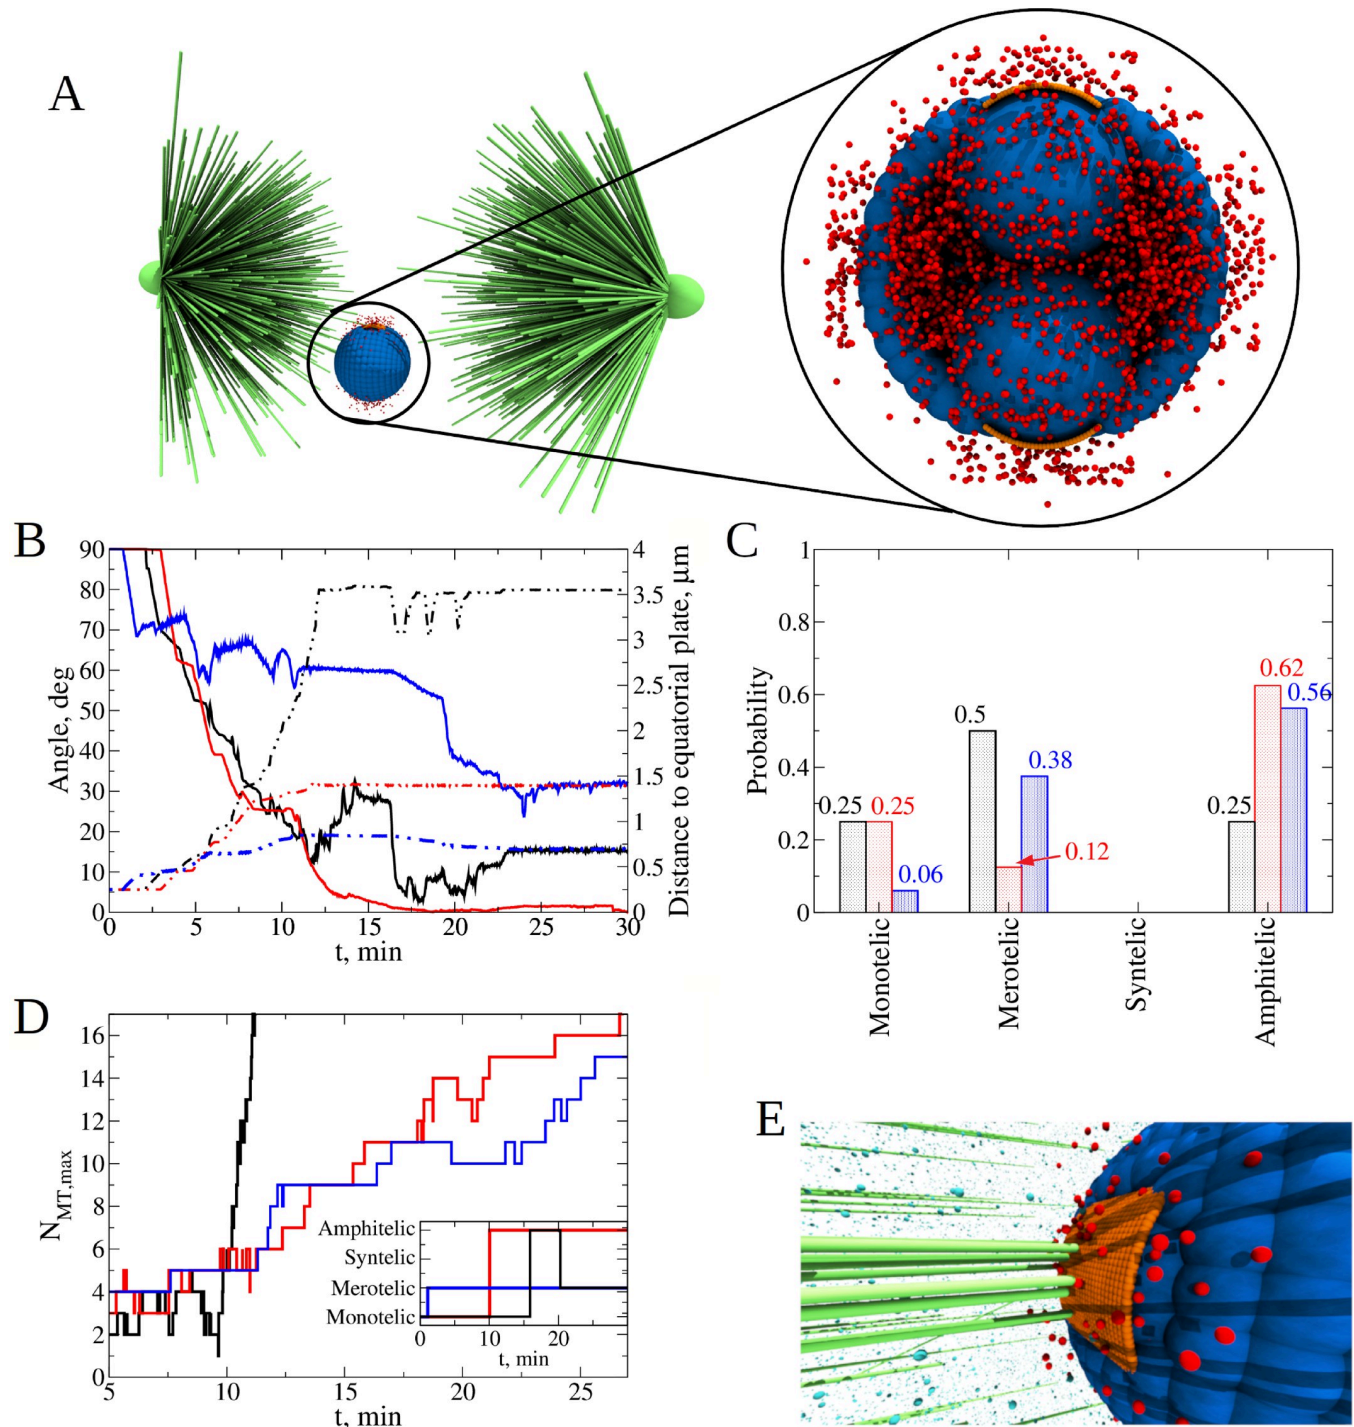 A
B
90
80
70
60
50
40
30
20
10
0
Angle, deg
4
3.5
3
2.5
2
1.5
1
0.5
0
Distance to equatorial plate, μm
0 5 10 15 20 25 30
t, min
C
1
0.8
0.6
0.4
0.2
0
Probability
0.25 0.25 0.06
0.5 0.12 0.38
0.25 0.62 0.56
Monotelic
Merotelic
Syntelic
Amphitelic
D
16
14
12
10
8
6
4
2
0
N_MT,max
5 10 15 20 25
t, min
Amphitelic
Syntelic
Merotelic
Monotelic
0 10 20
t, min
E